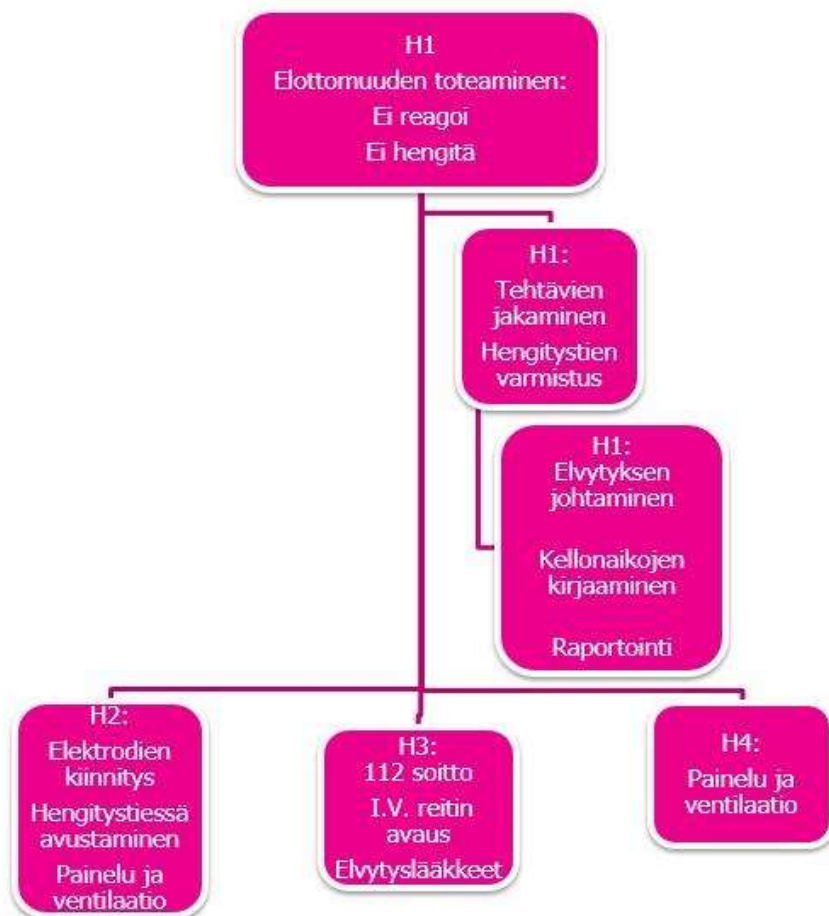 H1
Elottomuuden toteaminen:
Ei reagoi
Ei hengitä
H1:
Tehtävien
jakaminen
Hengitystien
varmistus
H1:
Elvytyksen
johtaminen
Kellonaikojen
kirjaaminen
Raportointi
H2:
Elektrodien
kiinnitys
Hengitystiessä
avustaminen
Painelu ja
ventilaatio
H3:
112 soitto
I.V. reitin
avaus
Elvytyslääkkeet
H4:
Painelu ja
ventilaatio